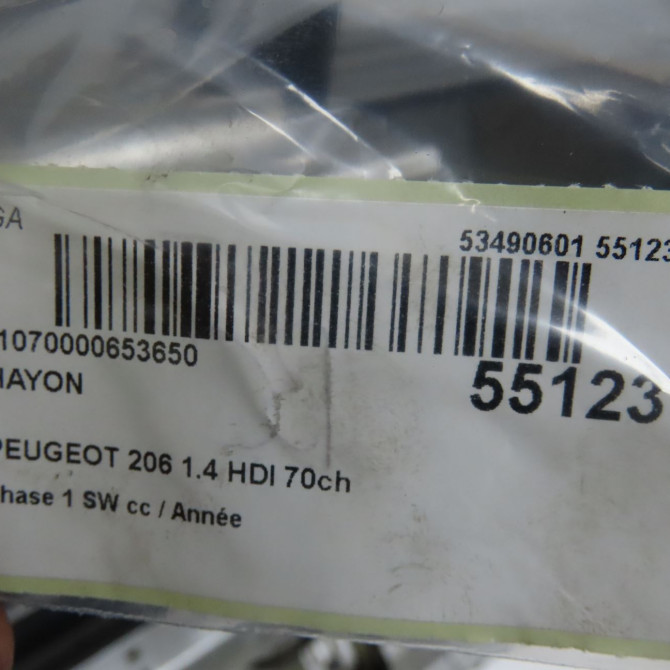 GA
53490601 55123
1070000653650
HAYON
55123
PEUGEOT 206 1.4 HDI 70ch
hase 1 SW cc / Année